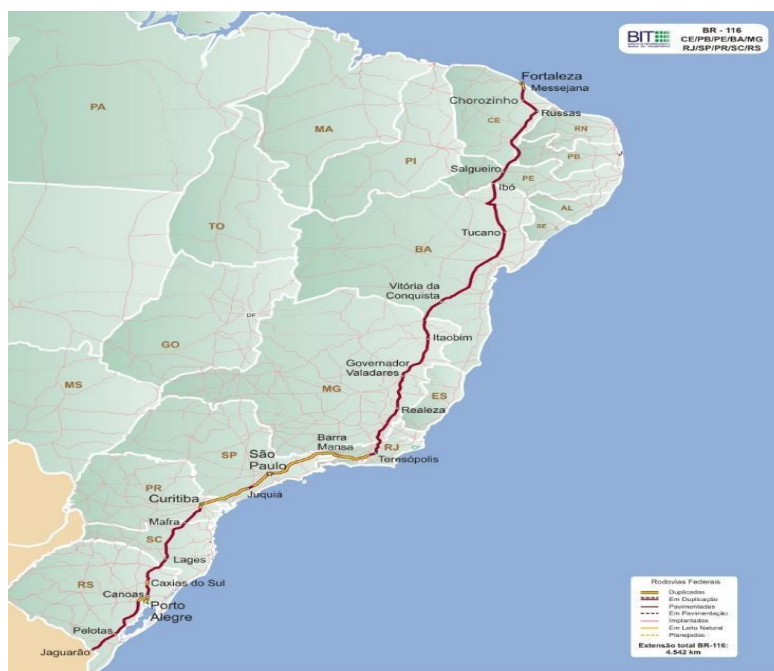 BIT
BR - 116
CE/PB/PE/BA/MG
RJ/SP/PR/SC/RS
Fortaleza
Messejana
Chorozinho
Russas
PA
MA
CE
RN
PI
PB
Salgueiro
PE
Ibó
AL
TO
SE
BA
Tucano
Vitória da
Conquista
DF
GO
Itaobim
Governador
Valadares
MS
MG
ES
Realeza
Barra
Mansa
RJ
SP
São
Paulo
Teresópolis
PR
Juquiá
Curitiba
Mafra
SC
Lages
RS
Caxias do Sul
Canoas
Porto
Alegre
Pelotas
Jaguarão
Rodovias Federais
Duplicadas
Em Duplicação
Pavimentadas
Em Pavimentação
Implantadas
Em Leito Natural
Planejadas
Extensão total BR-116:
4.542 km